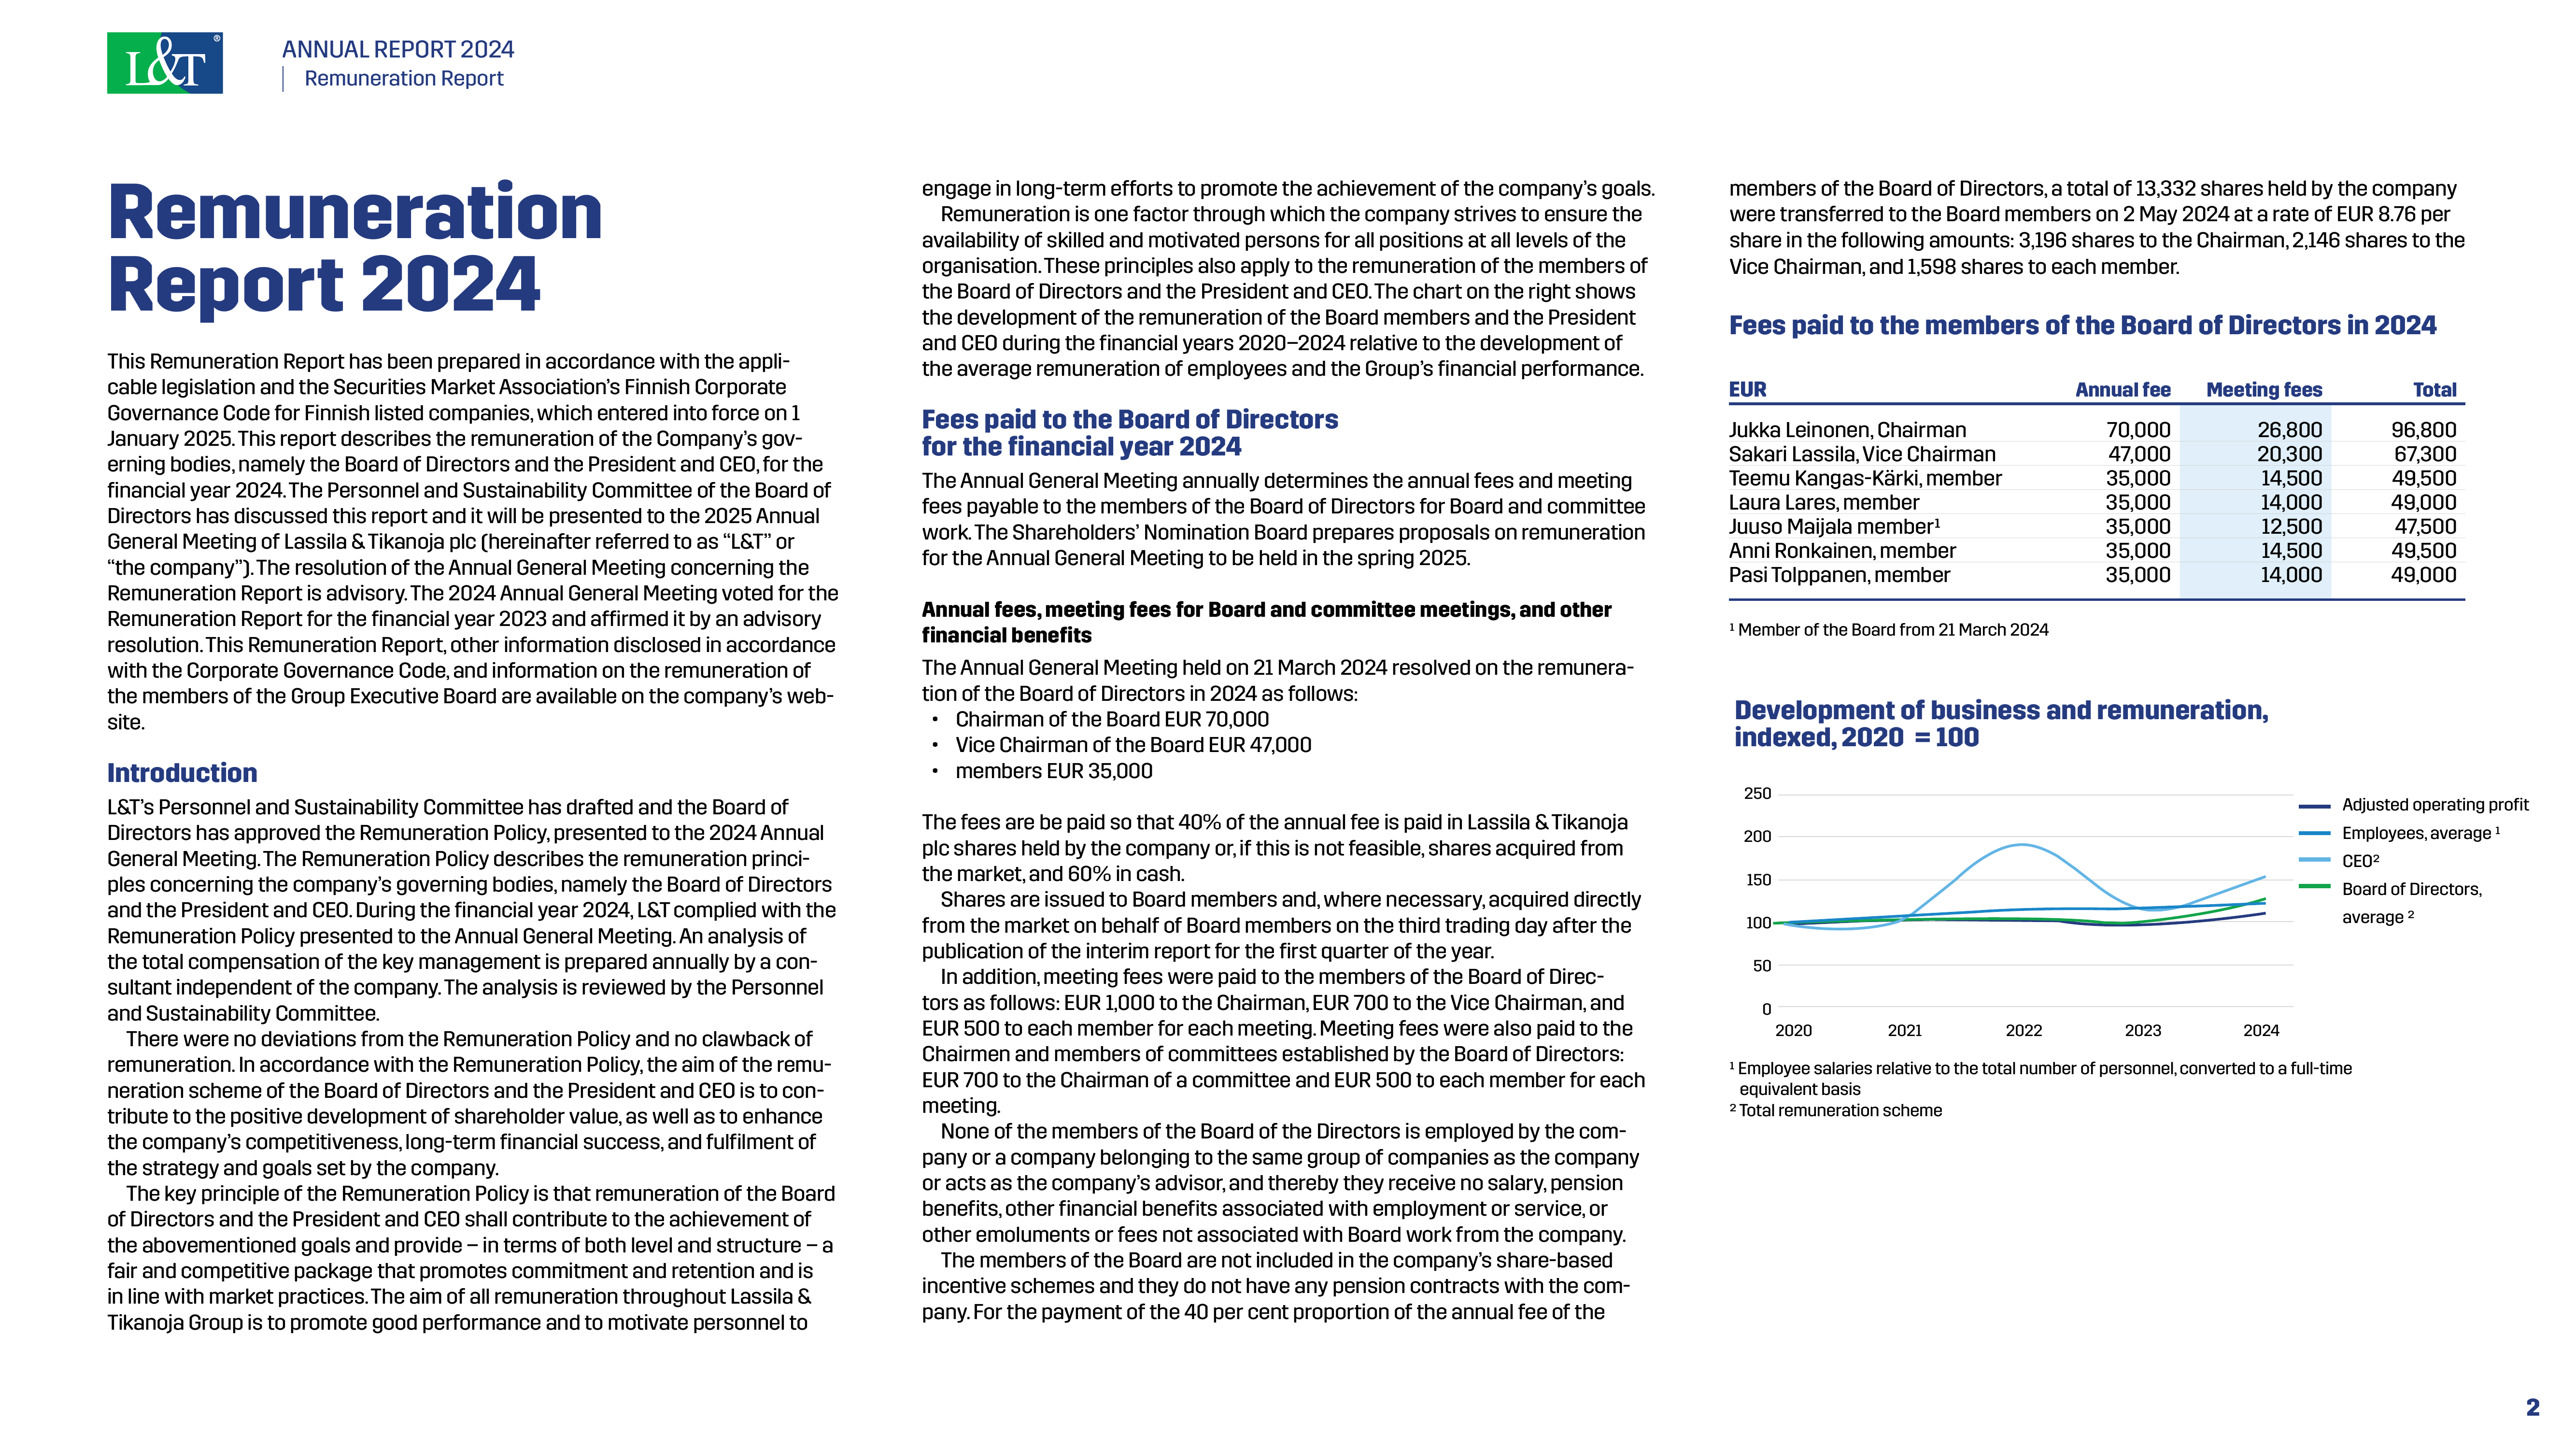 L&T®
ANNUAL REPORT 2024
Remuneration Report
Remuneration
Report 2024
This Remuneration Report has been prepared in accordance with the appli-
cable legislation and the Securities Market Association's Finnish Corporate
Governance Code for Finnish listed companies, which entered into force on 1
January 2025. This report describes the remuneration of the Company's gov-
erning bodies, namely the Board of Directors and the President and CEO, for the
financial year 2024. The Personnel and Sustainability Committee of the Board of
Directors has discussed this report and it will be presented to the 2025 Annual
General Meeting of Lassila & Tikanoja plc (hereinafter referred to as “L&T” or
“the company”). The resolution of the Annual General Meeting concerning the
Remuneration Report is advisory. The 2024 Annual General Meeting voted for the
Remuneration Report for the financial year 2023 and affirmed it by an advisory
resolution. This Remuneration Report, other information disclosed in accordance
with the Corporate Governance Code, and information on the remuneration of
the members of the Group Executive Board are available on the company's web-
site.
Introduction
L&T's Personnel and Sustainability Committee has drafted and the Board of
Directors has approved the Remuneration Policy, presented to the 2024 Annual
General Meeting. The Remuneration Policy describes the remuneration princi-
ples concerning the company's governing bodies, namely the Board of Directors
and the President and CEO. During the financial year 2024, L&T complied with the
Remuneration Policy presented to the Annual General Meeting. An analysis of
the total compensation of the key management is prepared annually by a con-
sultant independent of the company. The analysis is reviewed by the Personnel
and Sustainability Committee.
There were no deviations from the Remuneration Policy and no clawback of
remuneration. In accordance with the Remuneration Policy, the aim of the remu-
neration scheme of the Board of Directors and the President and CEO is to con-
tribute to the positive development of shareholder value, as well as to enhance
the company's competitiveness, long-term financial success, and fulfilment of
the strategy and goals set by the company.
The key principle of the Remuneration Policy is that remuneration of the Board
of Directors and the President and CEO shall contribute to the achievement of
the abovementioned goals and provide – in terms of both level and structure – a
fair and competitive package that promotes commitment and retention and is
in line with market practices. The aim of all remuneration throughout Lassila &
Tikanoja Group is to promote good performance and to motivate personnel to
engage in long-term efforts to promote the achievement of the company's goals.
Remuneration is one factor through which the company strives to ensure the
availability of skilled and motivated persons for all positions at all levels of the
organisation. These principles also apply to the remuneration of the members of
the Board of Directors and the President and CEO. The chart on the right shows
the development of the remuneration of the Board members and the President
and CEO during the financial years 2020–2024 relative to the development of
the average remuneration of employees and the Group's financial performance.
Fees paid to the Board of Directors
for the financial year 2024
The Annual General Meeting annually determines the annual fees and meeting
fees payable to the members of the Board of Directors for Board and committee
work. The Shareholders' Nomination Board prepares proposals on remuneration
for the Annual General Meeting to be held in the spring 2025.
Annual fees, meeting fees for Board and committee meetings, and other
financial benefits
The Annual General Meeting held on 21 March 2024 resolved on the remunera-
tion of the Board of Directors in 2024 as follows:
• Chairman of the Board EUR 70,000
• Vice Chairman of the Board EUR 47,000
• members EUR 35,000
The fees are be paid so that 40% of the annual fee is paid in Lassila & Tikanoja
plc shares held by the company or, if this is not feasible, shares acquired from
the market, and 60% in cash.
Shares are issued to Board members and, where necessary, acquired directly
from the market on behalf of Board members on the third trading day after the
publication of the interim report for the first quarter of the year.
In addition, meeting fees were paid to the members of the Board of Direc-
tors as follows: EUR 1,000 to the Chairman, EUR 700 to the Vice Chairman, and
EUR 500 to each member for each meeting. Meeting fees were also paid to the
Chairmen and members of committees established by the Board of Directors:
EUR 700 to the Chairman of a committee and EUR 500 to each member for each
meeting.
None of the members of the Board of the Directors is employed by the com-
pany or a company belonging to the same group of companies as the company
or acts as the company's advisor, and thereby they receive no salary, pension
benefits, other financial benefits associated with employment or service, or
other emoluments or fees not associated with Board work from the company.
The members of the Board are not included in the company's share-based
incentive schemes and they do not have any pension contracts with the com-
pany. For the payment of the 40 per cent proportion of the annual fee of the
members of the Board of Directors, a total of 13,332 shares held by the company
were transferred to the Board members on 2 May 2024 at a rate of EUR 8.76 per
share in the following amounts: 3,196 shares to the Chairman, 2,146 shares to the
Vice Chairman, and 1,598 shares to each member.
Fees paid to the members of the Board of Directors in 2024
EUR Annual fee Meeting fees Total
Jukka Leinonen, Chairman 70,000 26,800 96,800
Sakari Lassila, Vice Chairman 47,000 20,300 67,300
Teemu Kangas-Kärki, member 35,000 14,500 49,500
Laura Lares, member 35,000 14,000 49,000
Juuso Maijala member¹ 35,000 12,500 47,500
Anni Ronkainen, member 35,000 14,500 49,500
Pasi Tolppanen, member 35,000 14,000 49,000
¹ Member of the Board from 21 March 2024
Development of business and remuneration,
indexed, 2020 = 100
250
200
150
100
50
0
2020 2021 2022 2023 2024
Adjusted operating profit
Employees, average ¹
CEO²
Board of Directors,
average ²
¹ Employee salaries relative to the total number of personnel, converted to a full-time
equivalent basis
² Total remuneration scheme
2